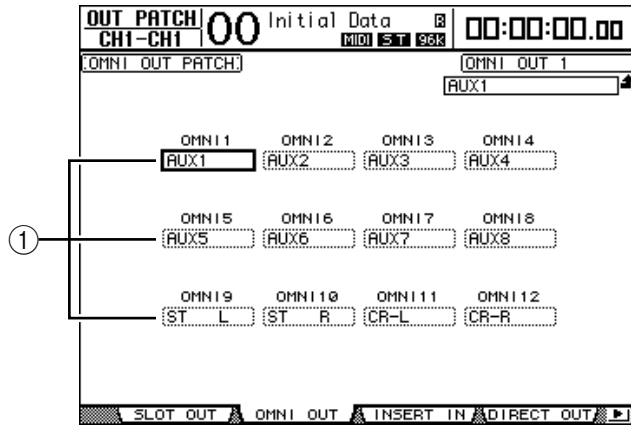 OUT PATCH 00 Initial Data R 00:00:00.00
CH1-CH1 MIDI ST 96K
OMNI OUT PATCH OMNI OUT 1
AUX1
OMNI1 OMNI2 OMNI3 OMNI4
AUX1 AUX2 AUX3 AUX4
OMNI5 OMNI6 OMNI7 OMNI8
1
AUX5 AUX6 AUX7 AUX8
OMNI9 OMNI10 OMNI11 OMNI12
ST L ST R CR-L CR-R
SLOT OUT OMNI OUT INSERT IN DIRECT OUT